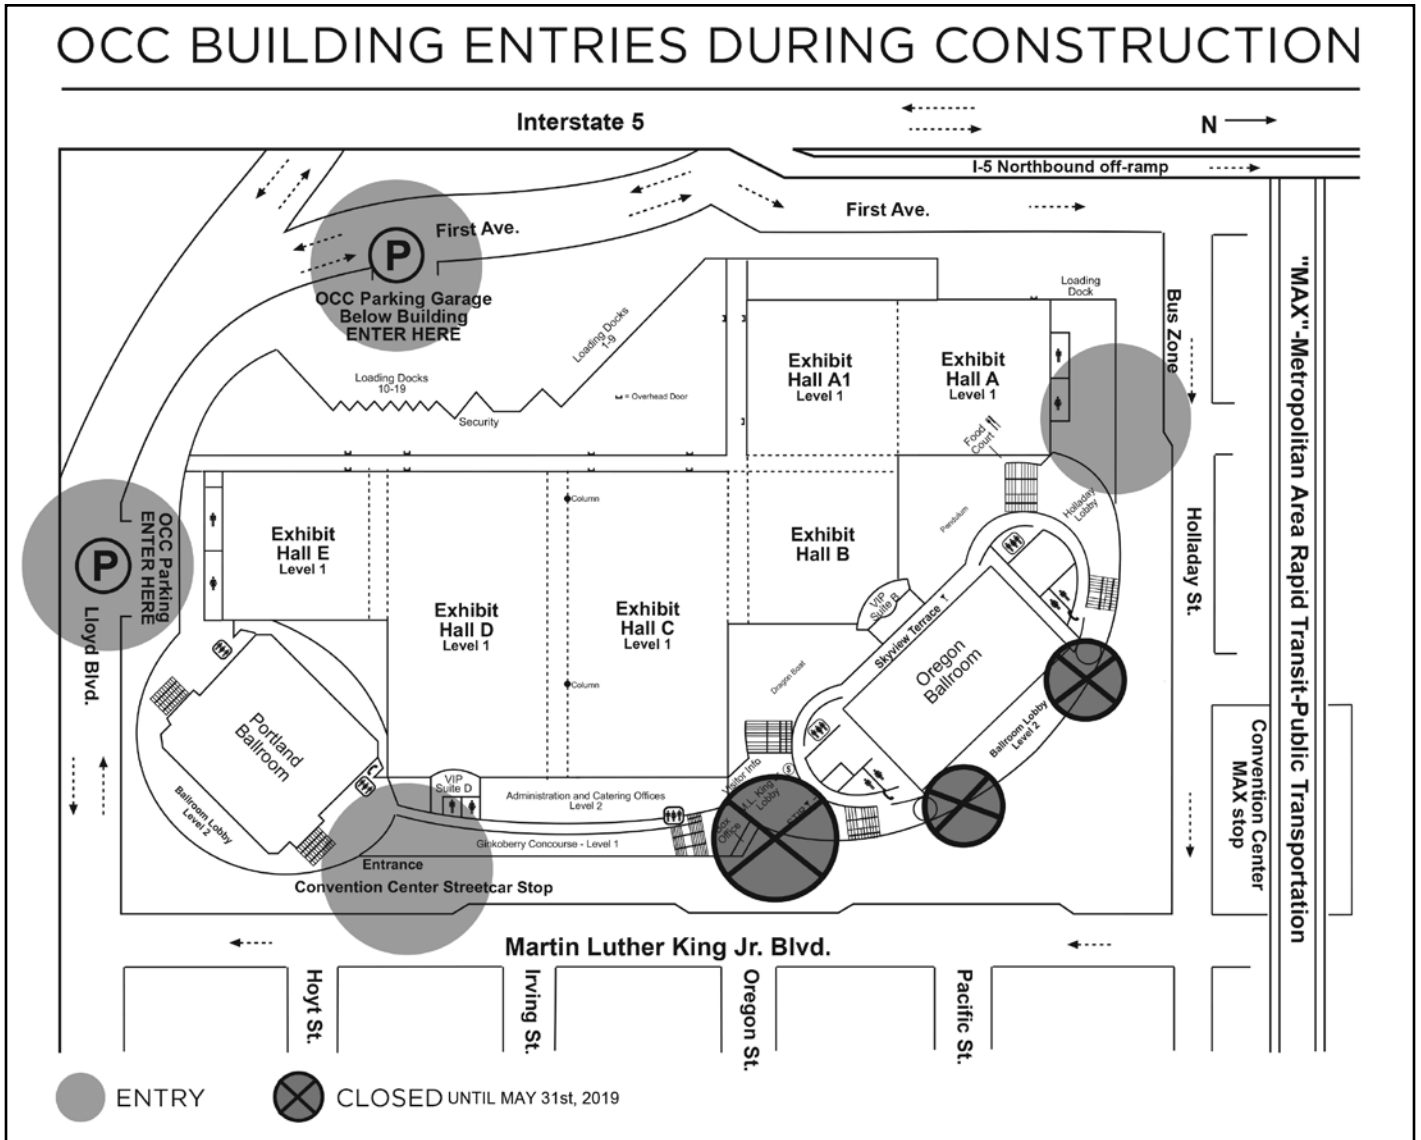 OCC BUILDING ENTRIES DURING CONSTRUCTION
Interstate 5
N
I-5 Northbound off-ramp
First Ave.
First Ave.
P
OCC Parking Garage
Below Building
ENTER HERE
Loading
Dock
Bus Zone
"MAX"-Metropolitan Area Rapid Transit-Public Transportation
Loading Docks
1-9
Loading Docks
10-19
= Overhead Door
Security
Exhibit
Hall A1
Level 1
Exhibit
Hall A
Level 1
Food
Court
OCC Parking
ENTER HERE
P
Lloyd Blvd.
Column
Exhibit
Hall E
Level 1
Exhibit
Hall D
Level 1
Exhibit
Hall C
Level 1
Column
Exhibit
Hall B
Pendulum
Holladay
Lobby
Holladay St.
VIP
Suite B
Skyview Terrace
Oregon
Ballroom
Dragon Boat
Ballroom Lobby
Level 2
Portland
Ballroom
Ballroom Lobby
Level 2
VIP
Suite D
Administration and Catering Offices
Level 2
Visitor Info
$
M.L. King
Lobby
STIR
Box
Office
Ginkoberry Concourse - Level 1
Entrance
Convention Center Streetcar Stop
Convention Center
MAX stop
Martin Luther King Jr. Blvd.
Hoyt St.
Irving St.
Oregon St.
Pacific St.
ENTRY
CLOSED UNTIL MAY 31st, 2019